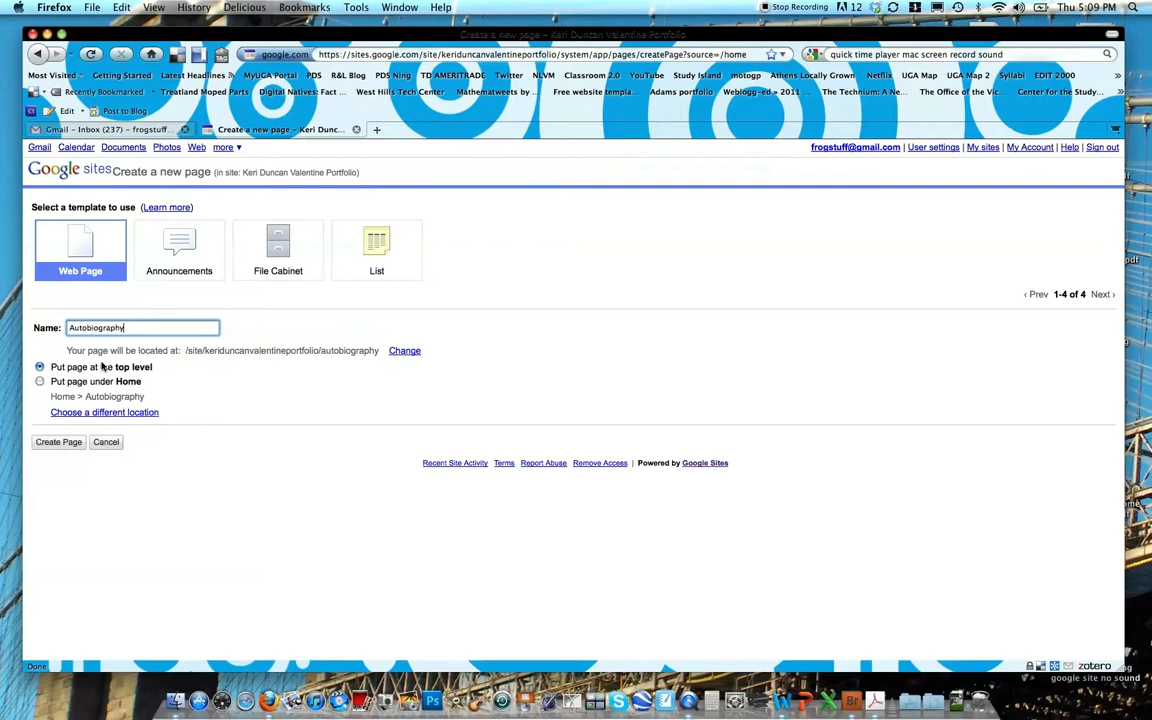 Firefox File Edit View History Delicious Bookmarks Tools Window Help Stop Recording 12 Thu 5:09 PM
Create a new page – Keri Duncan Valentine Portfolio
google.com https://sites.google.com/site/keriduncanvalentineportfolio/system/app/pages/createPage?source=/home quick time player mac screen record sound
Most Visited Getting Started Latest Headlines MyUGA Portal PDS R&L Blog PDS Ning TD AMERITRADE Twitter NLVM Classroom 2.0 YouTube Study Island motogp Athens Locally Grown Netflix UGA Map UGA Map 2 Syllabi EDIT 2000 »
Recently Bookmarked Treatland Moped Parts Digital Natives: Fact ... West Hills Tech Center Mathematweets by ... Free website templa... Adams portfolio Weblogg-ed » 2011 ... The Technium: A Ne... The Office of the Vic... Center for the Study... »
Edit Post to Blog
Gmail – Inbox (237) – frogstuff... Create a new page – Keri Dunc... +
Gmail Calendar Documents Photos Web more ▼ frogstuff@gmail.com | User settings | My sites | My Account | Help | Sign out
Google sites Create a new page (in site: Keri Duncan Valentine Portfolio)
Select a template to use (Learn more)
Web Page Announcements File Cabinet List
‹ Prev 1-4 of 4 Next ›
Name: Autobiography
Your page will be located at: /site/keriduncanvalentineportfolio/autobiography Change
Put page at the top level
Put page under Home
Home > Autobiography
Choose a different location
Create Page Cancel
Recent Site Activity Terms Report Abuse Remove Access | Powered by Google Sites
Done zotero
google site no sound